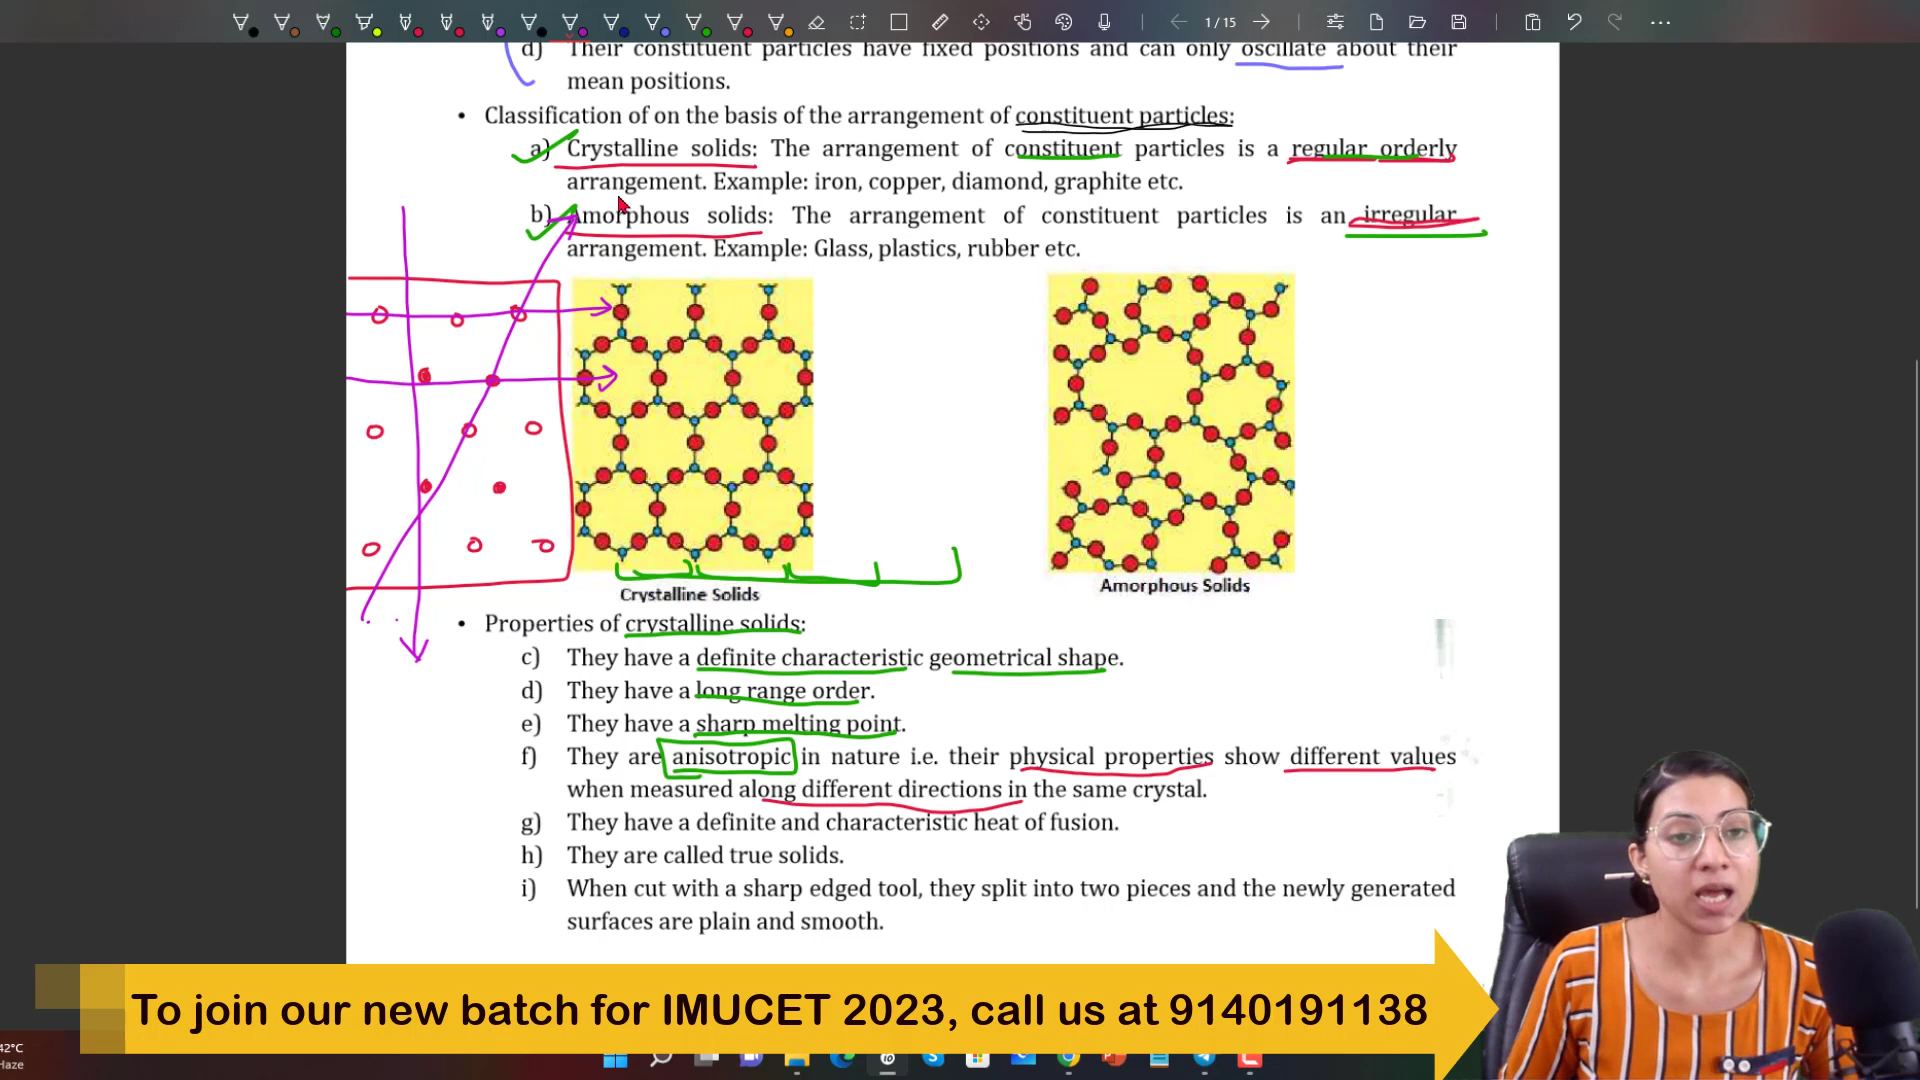 1 / 15
d) Their constituent particles have fixed positions and can only oscillate about their
mean positions.
• Classification of on the basis of the arrangement of constituent particles:
a) Crystalline solids: The arrangement of constituent particles is a regular orderly
arrangement. Example: iron, copper, diamond, graphite etc.
b) Amorphous solids: The arrangement of constituent particles is an irregular
arrangement. Example: Glass, plastics, rubber etc.
Crystalline Solids
Amorphous Solids
• Properties of crystalline solids:
c) They have a definite characteristic geometrical shape.
d) They have a long range order.
e) They have a sharp melting point.
f) They are anisotropic in nature i.e. their physical properties show different values
when measured along different directions in the same crystal.
g) They have a definite and characteristic heat of fusion.
h) They are called true solids.
i) When cut with a sharp edged tool, they split into two pieces and the newly generated
surfaces are plain and smooth.
To join our new batch for IMUCET 2023, call us at 9140191138
42°C
Haze